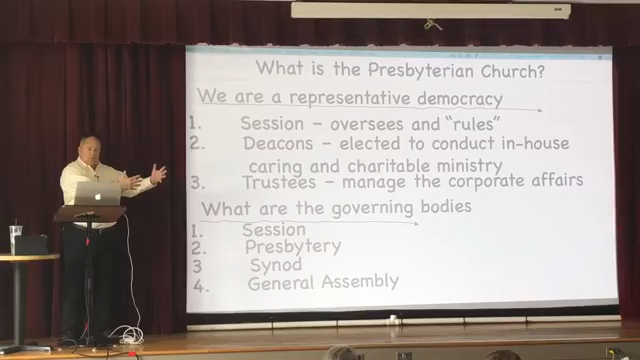 What is the Presbyterian Church?
We are a representative democracy
1. Session – oversees and "rules"
2. Deacons – elected to conduct in-house
caring and charitable ministry
3. Trustees – manage the corporate affairs
What are the governing bodies
1. Session
2. Presbytery
3 Synod
4. General Assembly